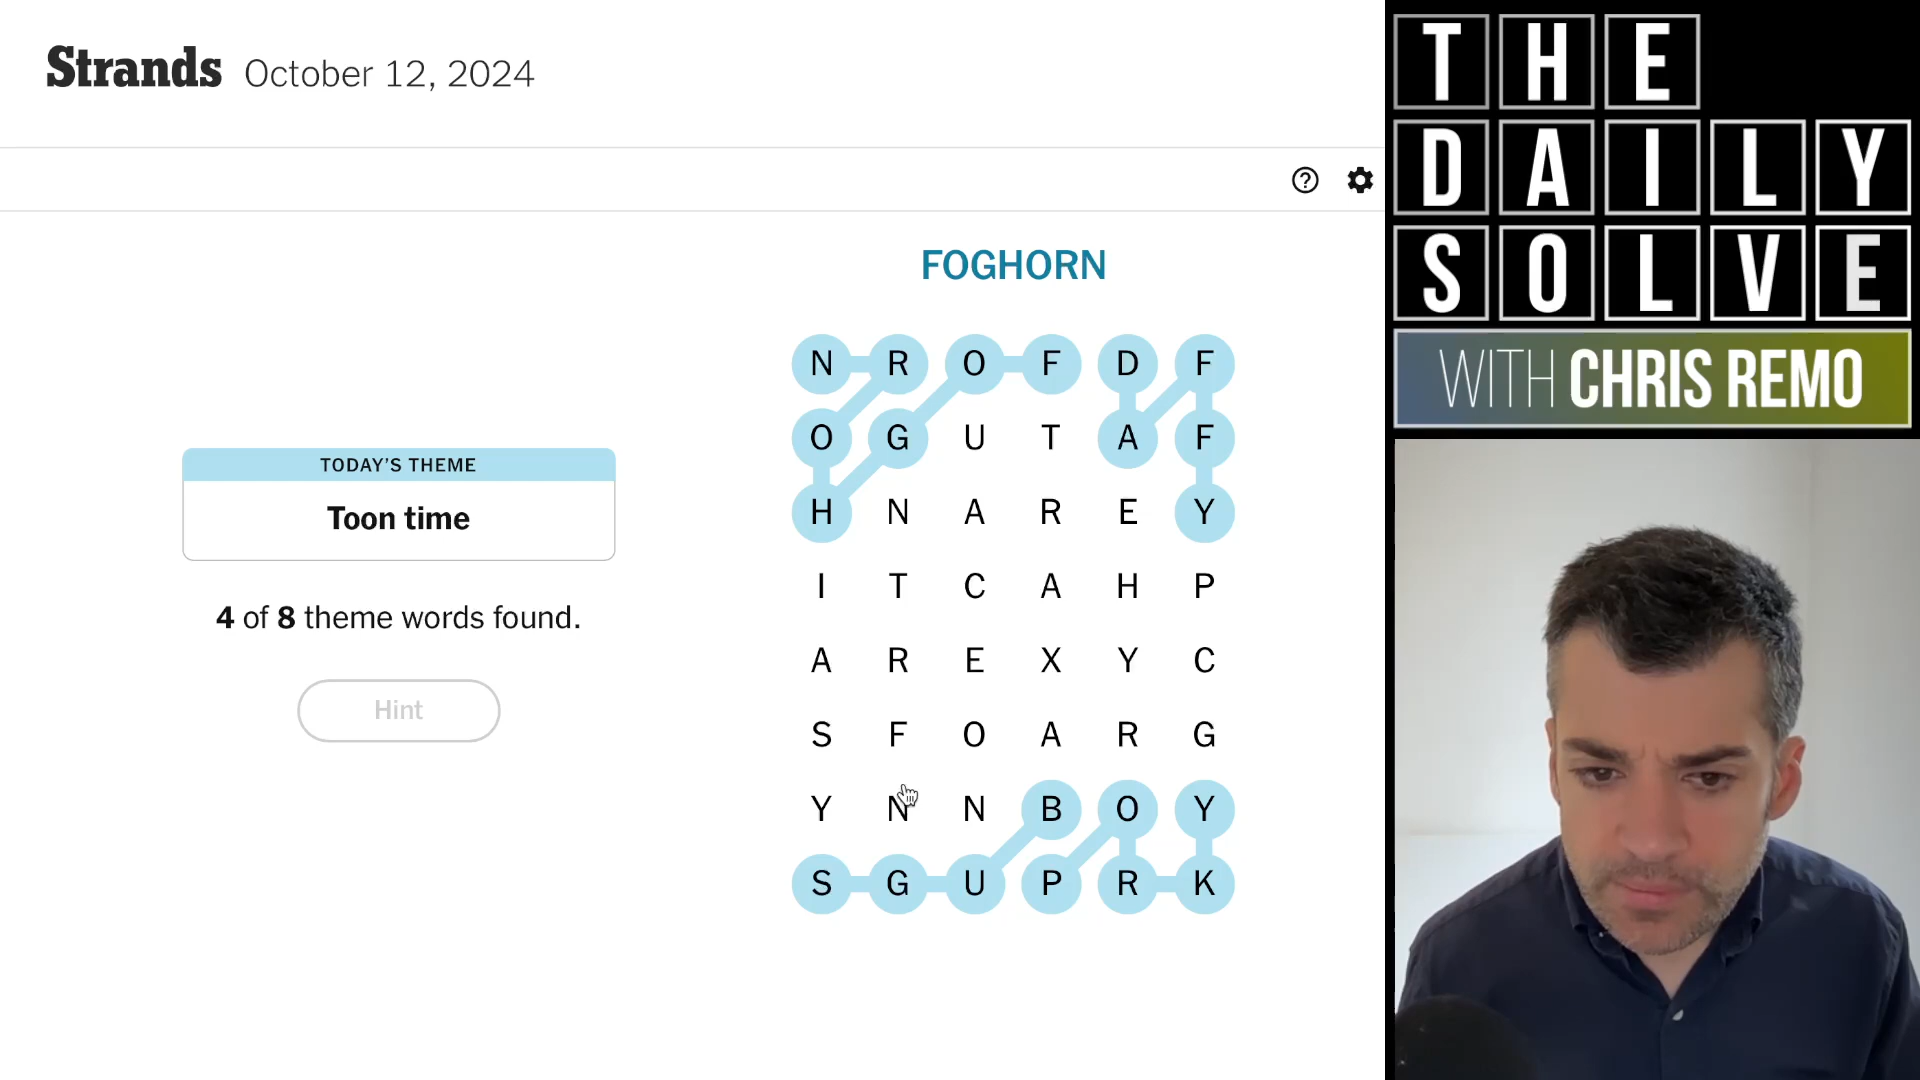 Strands October 12, 2024
THE
DAILY
SOLVE
WITH CHRIS REMO
FOGHORN
TODAY'S THEME
Toon time
4 of 8 theme words found.
Hint
N R O F D F
O G U T A F
H N A R E Y
I T C A H P
A R E X Y C
S F O A R G
Y N N B O Y
S G U P R K